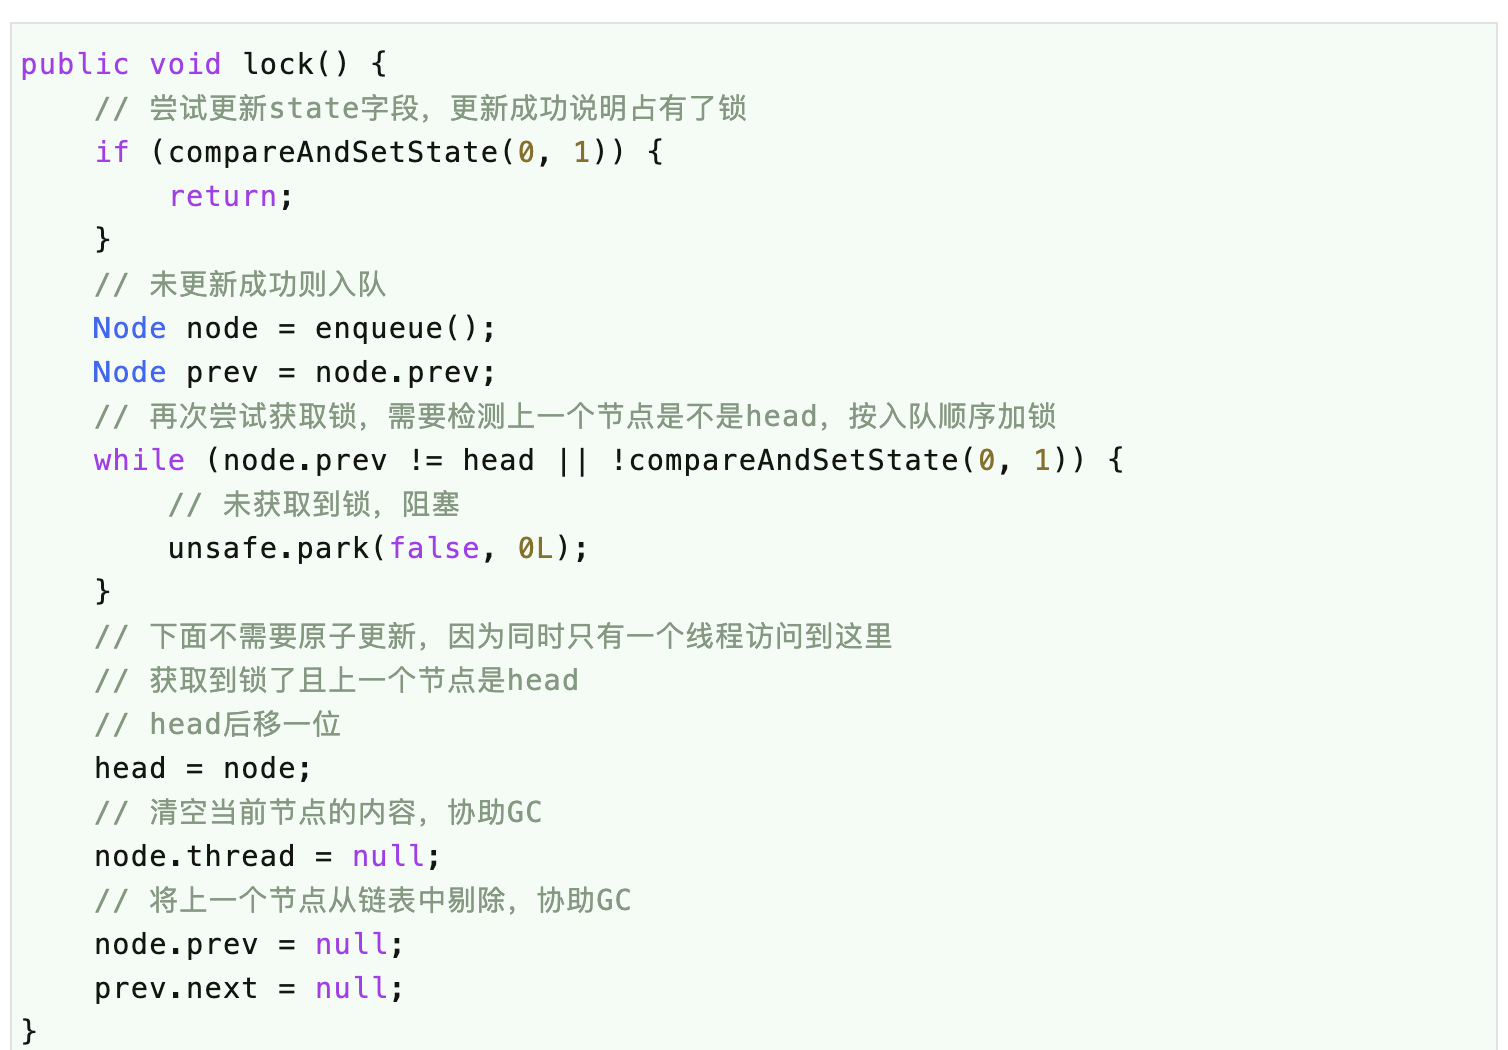 public void lock() {
    // 尝试更新state字段，更新成功说明占有了锁
    if (compareAndSetState(0, 1)) {
        return;
    }
    // 未更新成功则入队
    Node node = enqueue();
    Node prev = node.prev;
    // 再次尝试获取锁，需要检测上一个节点是不是head，按入队顺序加锁
    while (node.prev != head || !compareAndSetState(0, 1)) {
        // 未获取到锁，阻塞
        unsafe.park(false, 0L);
    }
    // 下面不需要原子更新，因为同时只有一个线程访问到这里
    // 获取到锁了且上一个节点是head
    // head后移一位
    head = node;
    // 清空当前节点的内容，协助GC
    node.thread = null;
    // 将上一个节点从链表中剔除，协助GC
    node.prev = null;
    prev.next = null;
}